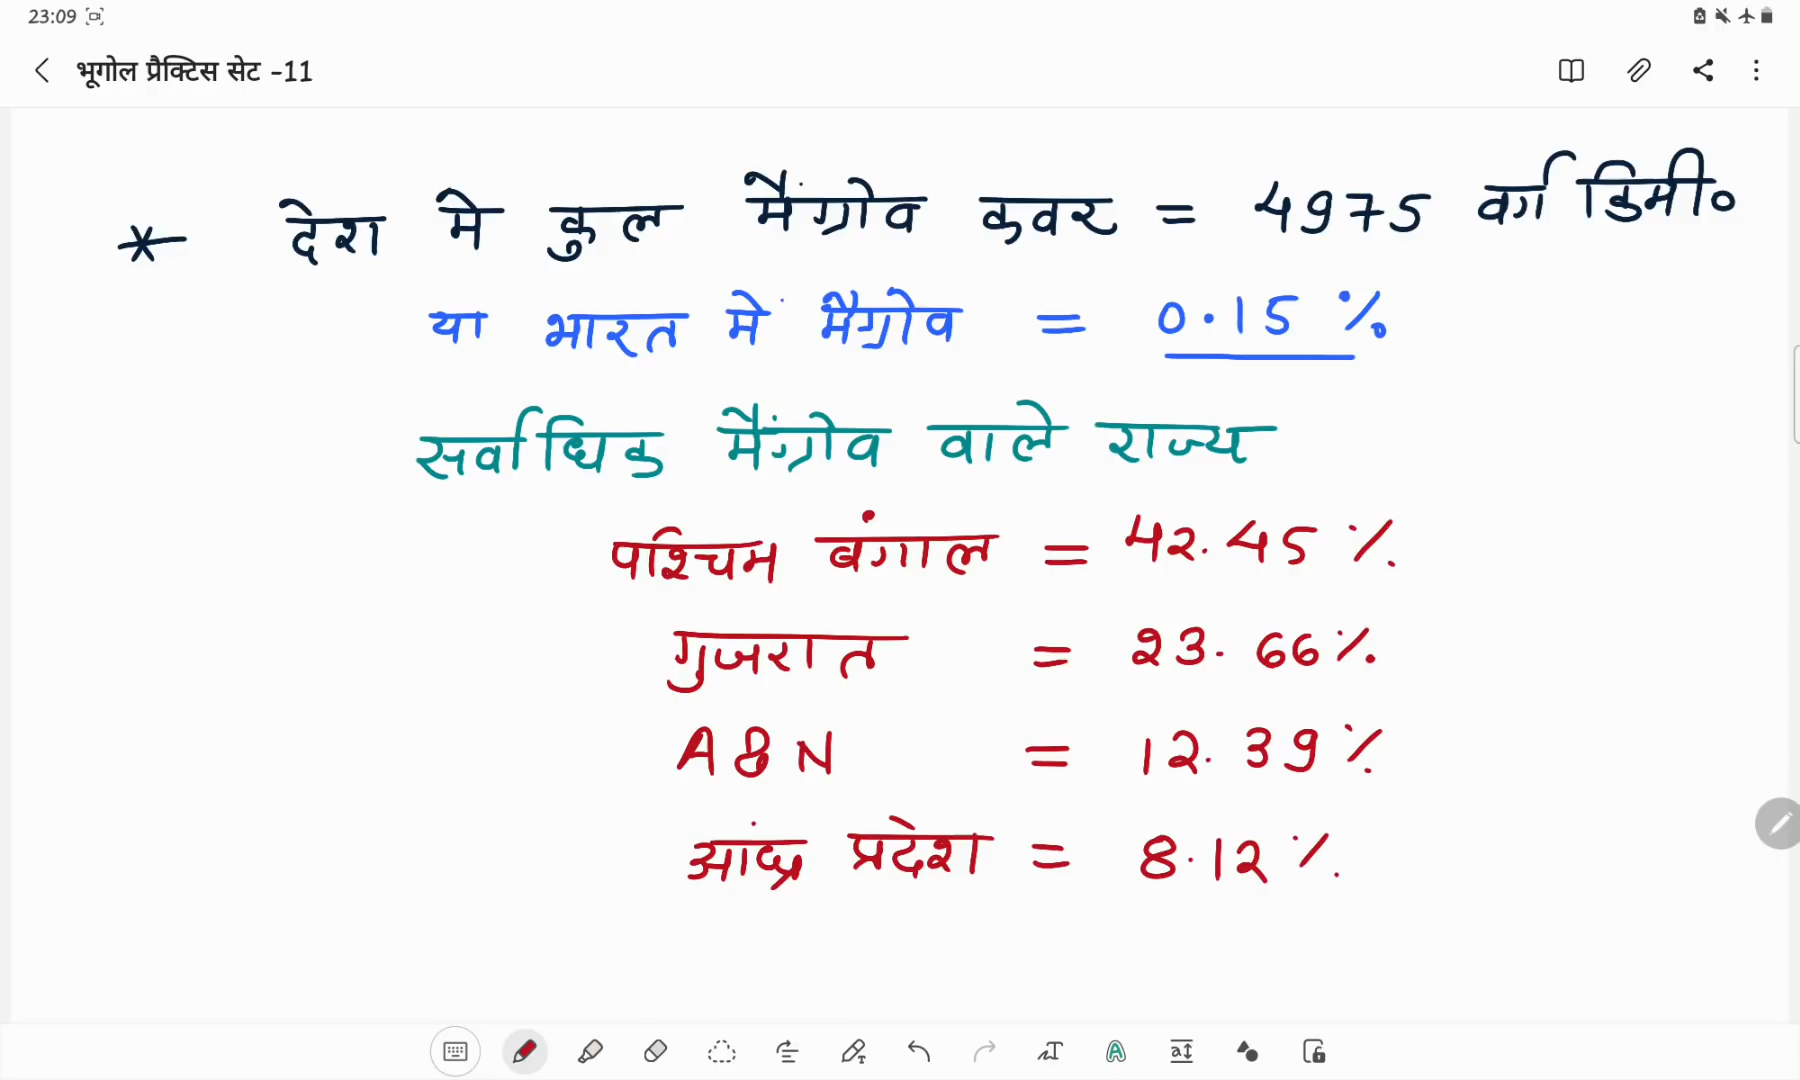 23:09
भूगोल प्रैक्टिस सेट -11
* देश मे कुल मैंग्रोव कवर = 4975 वर्ग किमी०
या भारत में मैंग्रोव = 0.15 %
सर्वाधिक मैंग्रोव वाले राज्य
पश्चिम बंगाल = 42.45 %
गुजरात = 23.66 %
A & N = 12.39 %
आंध्र प्रदेश = 8.12 %